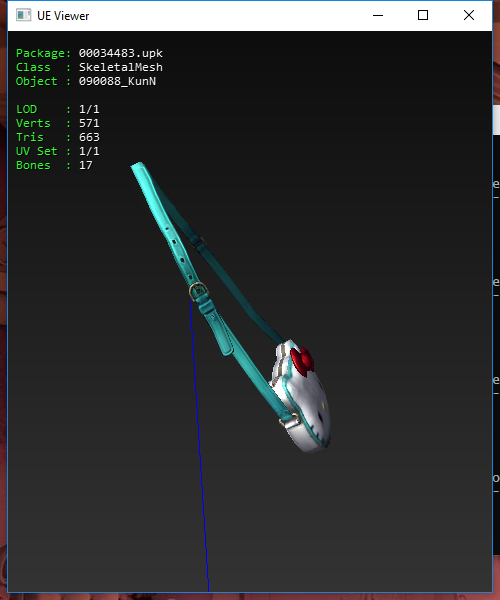 UE Viewer
Package: 00034483.upk
Class : SkeletalMesh
Object : 090088_KunN
LOD : 1/1
Verts : 571
Tris : 663
UV Set : 1/1
Bones : 17